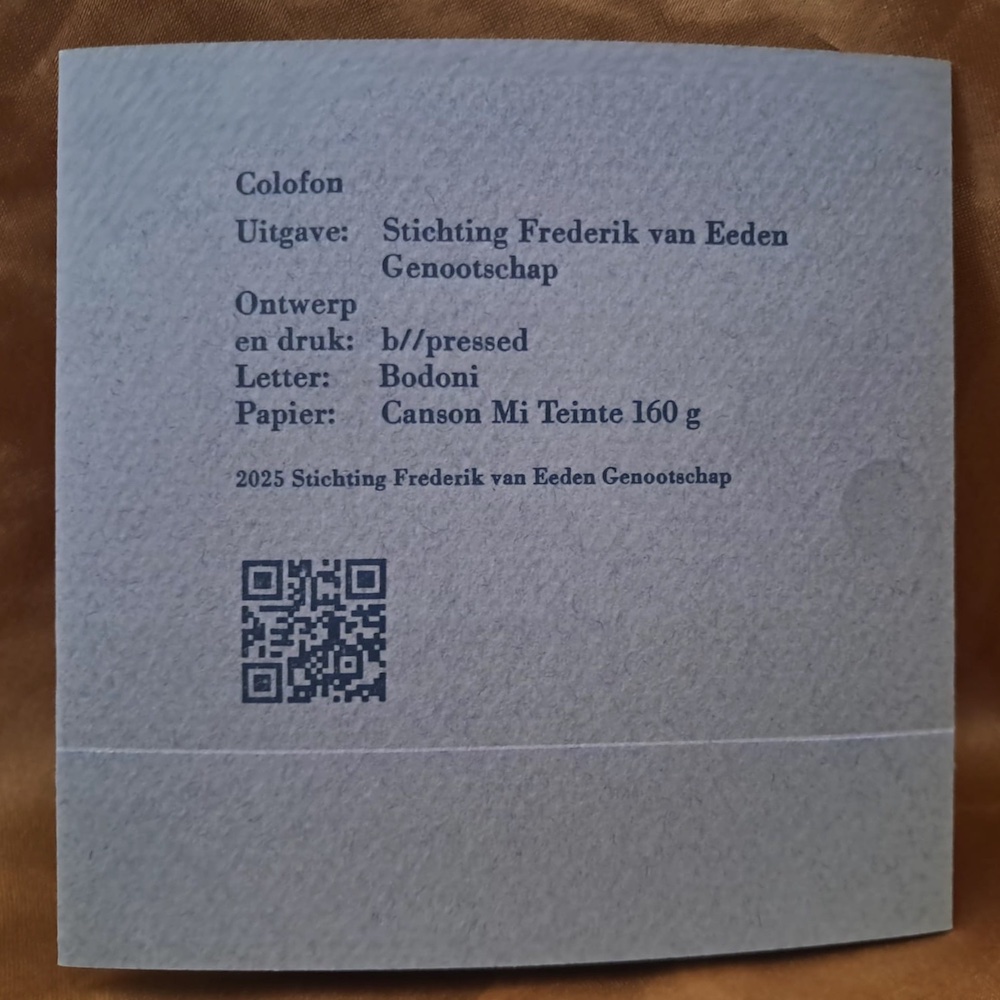 Colofon
Uitgave: Stichting Frederik van Eeden
Genootschap
Ontwerp
en druk: b//pressed
Letter: Bodoni
Papier: Canson Mi Teinte 160 g
2025 Stichting Frederik van Eeden Genootschap